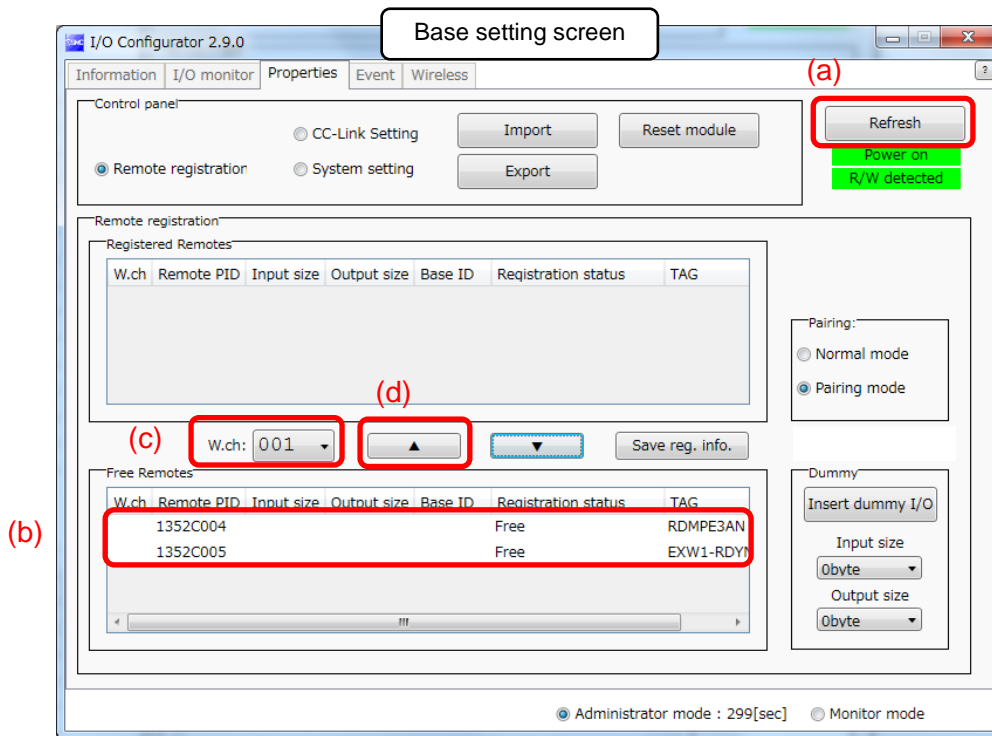 Base setting screen
I/O Configurator 2.9.0
Information I/O monitor Properties Event Wireless
(a)
?
Control panel
CC-Link Setting Import Reset module Refresh
Power on
Remote registration System setting Export R/W detected
Remote registration
Registered Remotes
W.ch Remote PID Input size Output size Base ID Registration status TAG
Pairing:
Normal mode
Pairing mode
(d)
(c) W.ch: 001 ▲ ▼ Save reg. info.
Free Remotes
Dummy
W.ch Remote PID Input size Output size Base ID Registration status TAG
Insert dummy I/O
(b)
1352C004 Free RDMPE3AN
1352C005 Free EXW1-RDYN
Input size
0byte
Output size
0byte
Administrator mode : 299[sec] Monitor mode